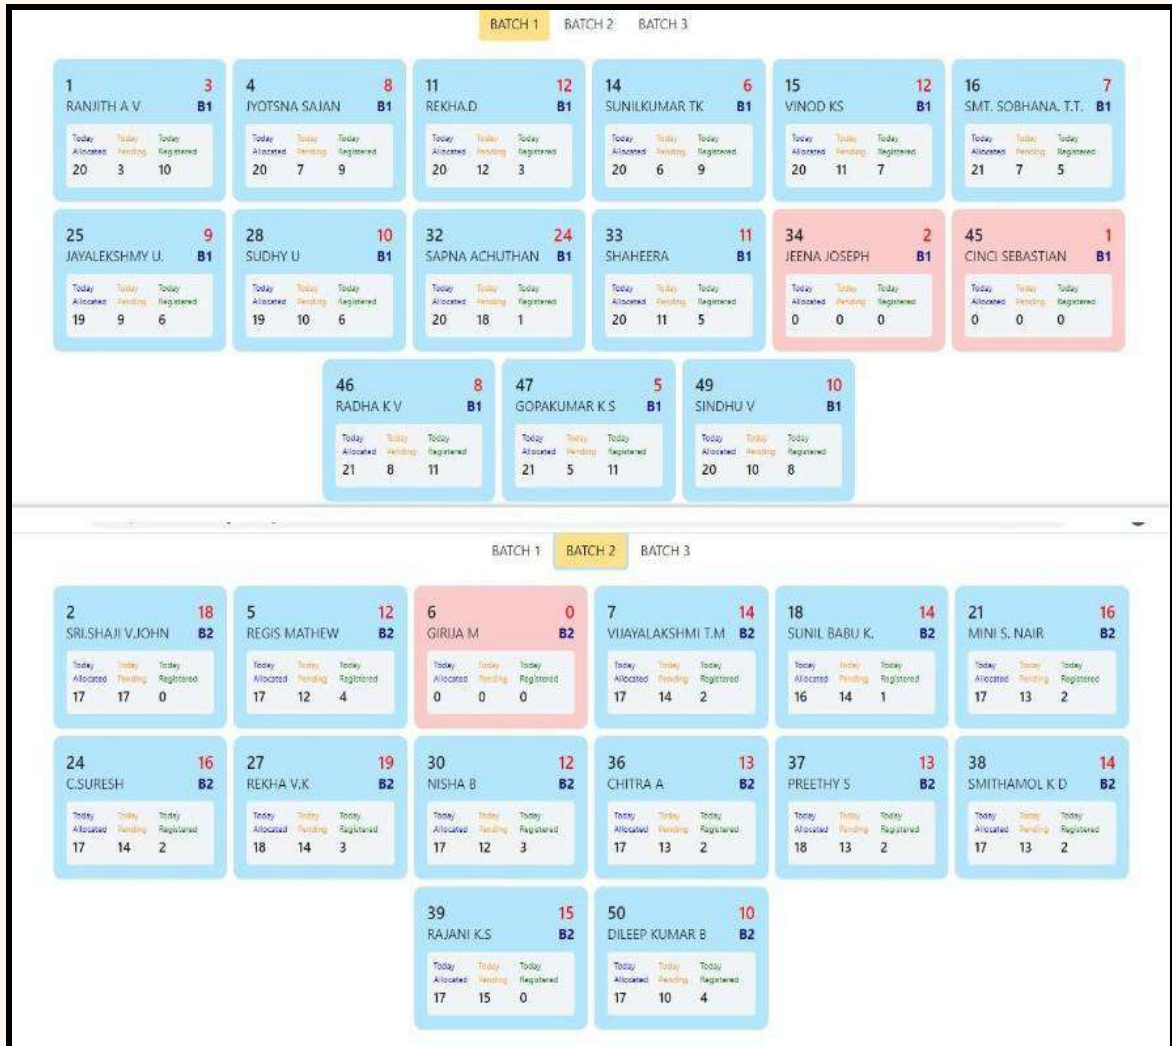 BATCH 1 BATCH 2 BATCH 3
1 3
RANJITH A V B1
Today Today Today
Allocated Pending Registered
20 3 10
4 8
JYOTSNA SAJAN B1
Today Today Today
Allocated Pending Registered
20 7 9
11 12
REKHA.D B1
Today Today Today
Allocated Pending Registered
20 12 3
14 6
SUNILKUMAR TK B1
Today Today Today
Allocated Pending Registered
20 6 9
15 12
VINOD KS B1
Today Today Today
Allocated Pending Registered
20 11 7
16 7
SMT. SOBHANA. T.T. B1
Today Today Today
Allocated Pending Registered
21 7 5
25 9
JAYALEKSHMY U. B1
Today Today Today
Allocated Pending Registered
19 9 6
28 10
SUDHY U B1
Today Today Today
Allocated Pending Registered
19 10 6
32 24
SAPNA ACHUTHAN B1
Today Today Today
Allocated Pending Registered
20 18 1
33 11
SHAHEERA B1
Today Today Today
Allocated Pending Registered
20 11 5
34 2
JEENA JOSEPH B1
Today Today Today
Allocated Pending Registered
0 0 0
45 1
CINCI SEBASTIAN B1
Today Today Today
Allocated Pending Registered
0 0 0
46 8
RADHA K V B1
Today Today Today
Allocated Pending Registered
21 8 11
47 5
GOPAKUMAR K S B1
Today Today Today
Allocated Pending Registered
21 5 11
49 10
SINDHU V B1
Today Today Today
Allocated Pending Registered
20 10 8
BATCH 1 BATCH 2 BATCH 3
2 18
SRI.SHAJI V.JOHN B2
Today Today Today
Allocated Pending Registered
17 17 0
5 12
REGIS MATHEW B2
Today Today Today
Allocated Pending Registered
17 12 4
6 0
GIRIJA M B2
Today Today Today
Allocated Pending Registered
0 0 0
7 14
VIJAYALAKSHMI T.M B2
Today Today Today
Allocated Pending Registered
17 14 2
18 14
SUNIL BABU K. B2
Today Today Today
Allocated Pending Registered
16 14 1
21 16
MINI S. NAIR B2
Today Today Today
Allocated Pending Registered
17 13 2
24 16
C.SURESH B2
Today Today Today
Allocated Pending Registered
17 14 2
27 19
REKHA V.K B2
Today Today Today
Allocated Pending Registered
18 14 3
30 12
NISHA B B2
Today Today Today
Allocated Pending Registered
17 12 3
36 13
CHITRA A B2
Today Today Today
Allocated Pending Registered
17 13 2
37 13
PREETHY S B2
Today Today Today
Allocated Pending Registered
18 13 2
38 14
SMITHAMOL K D B2
Today Today Today
Allocated Pending Registered
17 13 2
39 15
RAJANI K.S B2
Today Today Today
Allocated Pending Registered
17 15 0
50 10
DILEEP KUMAR B B2
Today Today Today
Allocated Pending Registered
17 10 4